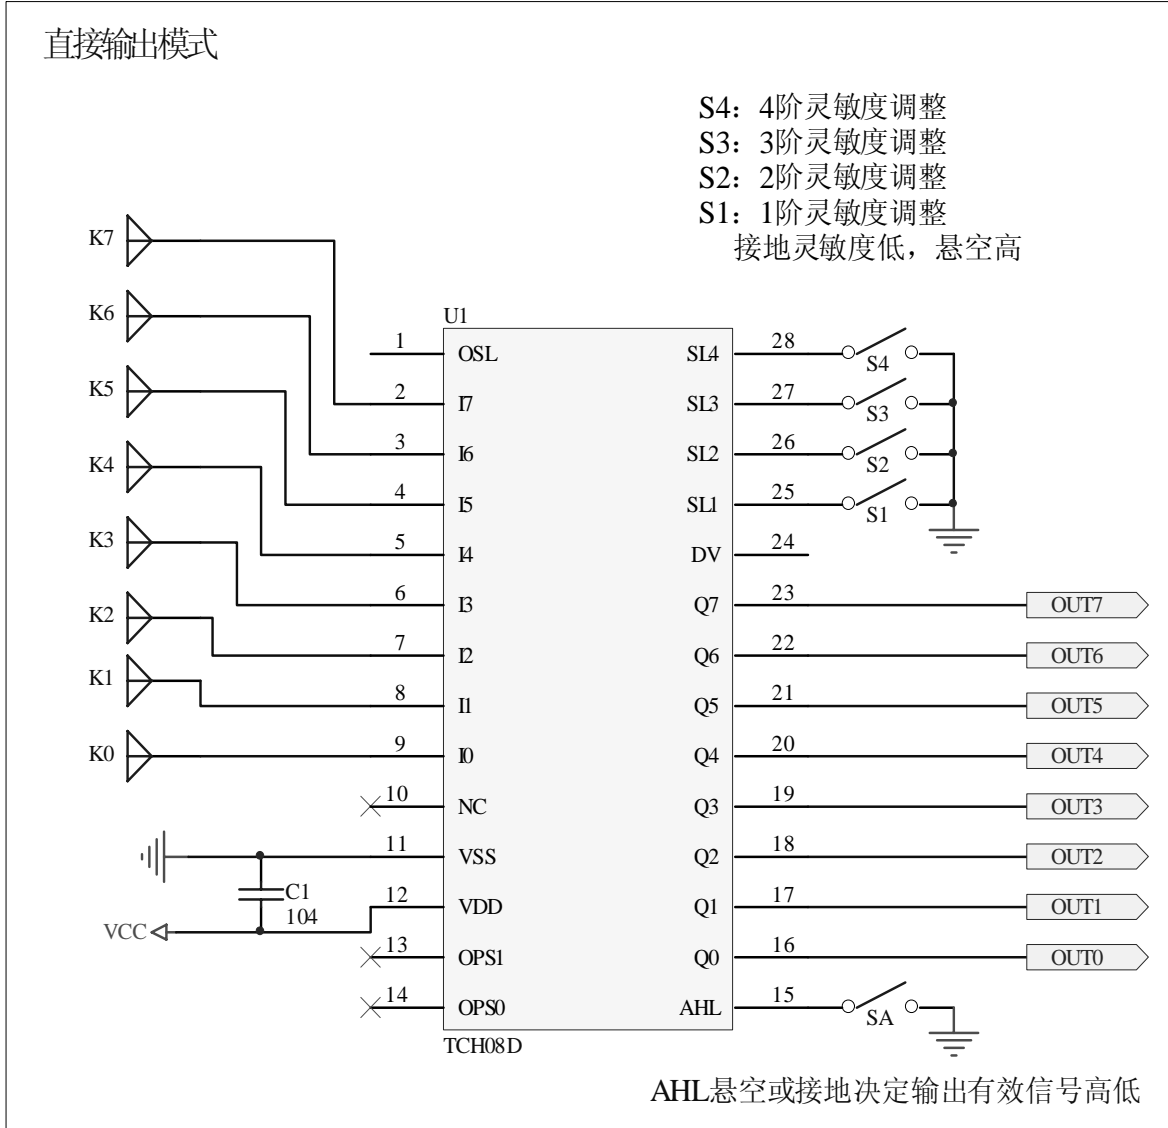 直接输出模式
S4：4阶灵敏度调整
S3：3阶灵敏度调整
S2：2阶灵敏度调整
S1：1阶灵敏度调整
接地灵敏度低，悬空高
K7
K6
K5
K4
K3
K2
K1
K0
U1
1 OSL
2 I7
3 I6
4 I5
5 I4
6 I3
7 I2
8 I1
9 I0
10 NC
11 VSS
12 VDD
13 OPS1
14 OPS0
C1
104
VCC
SL4 28 S4
SL3 27 S3
SL2 26 S2
SL1 25 S1
DV 24
Q7 23 OUT7
Q6 22 OUT6
Q5 21 OUT5
Q4 20 OUT4
Q3 19 OUT3
Q2 18 OUT2
Q1 17 OUT1
Q0 16 OUT0
AHL 15 SA
TCH08D
AHL悬空或接地决定输出有效信号高低